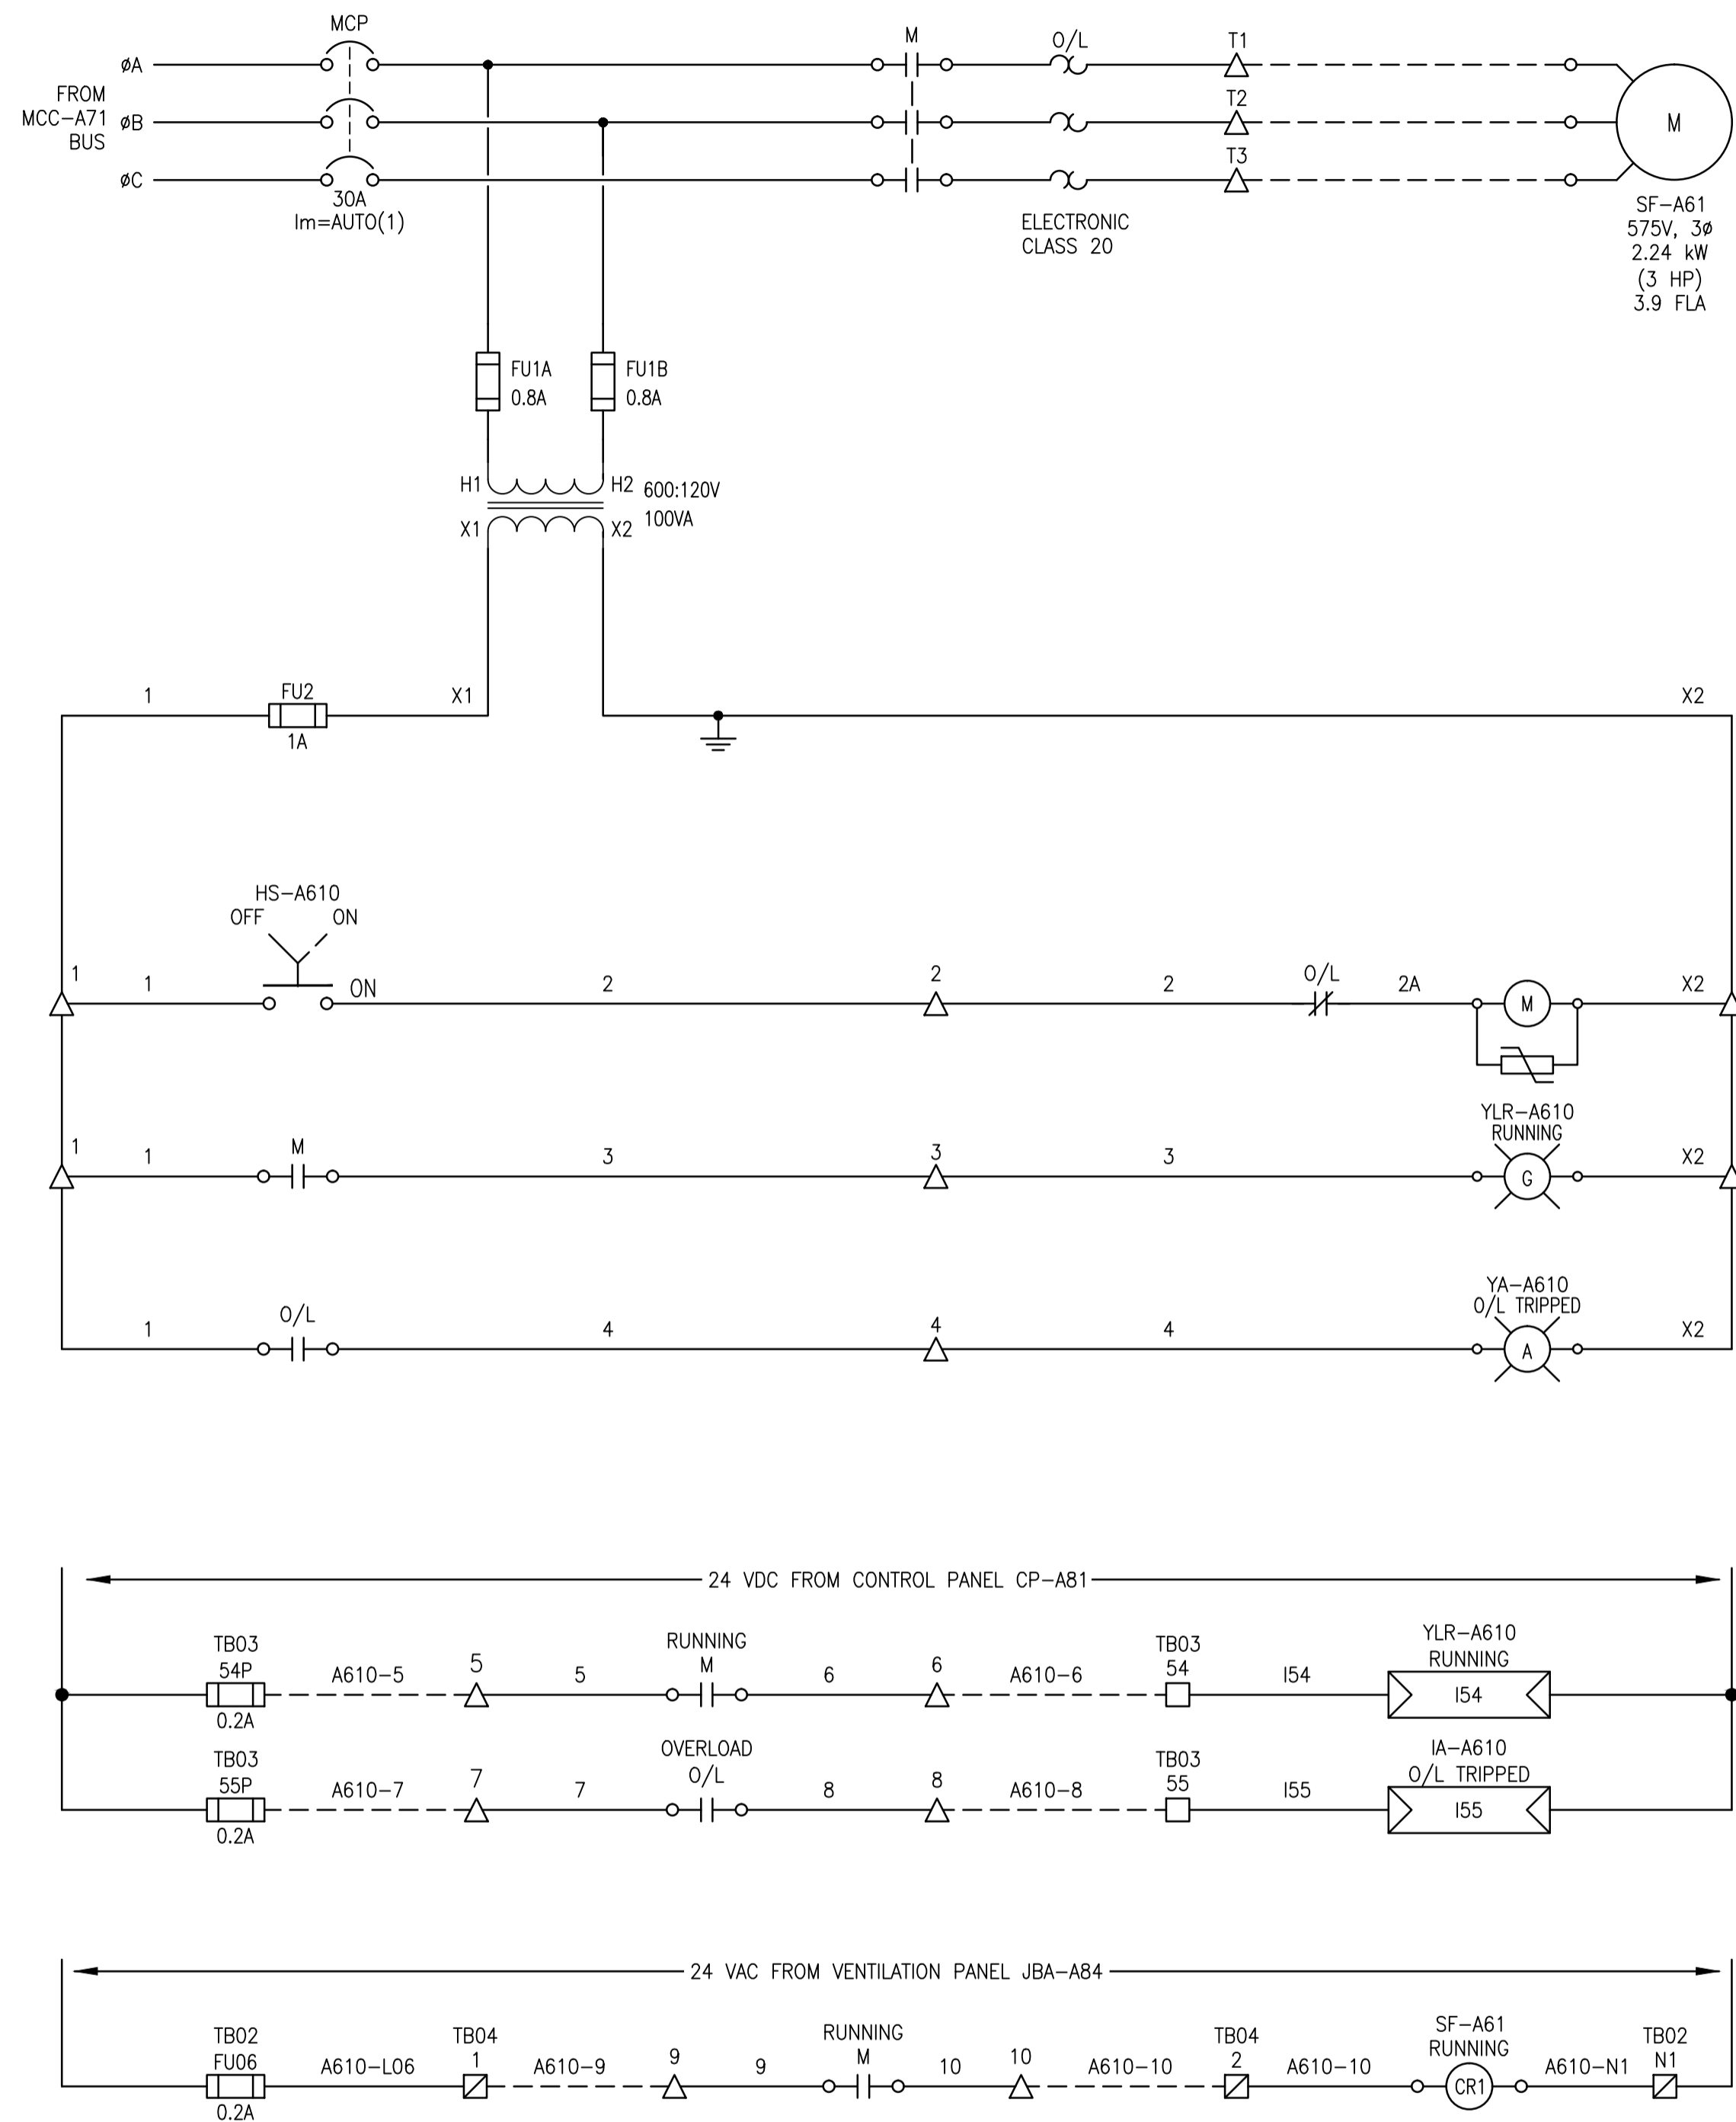 MCP
M
O/L
T1
øA
FROM
MCC-A71
BUS
øB
T2
M
øC
T3
30A
Im=AUTO(1)
ELECTRONIC
CLASS 20
SF-A61
575V, 3ø
2.24 kW
(3 HP)
3.9 FLA
FU1A
0.8A
FU1B
0.8A
H1
H2
600:120V
100VA
X1
X2
1
FU2
1A
X1
X2
HS-A610
OFF
ON
1
1
ON
2
2
2
O/L
2A
M
X2
YLR-A610
RUNNING
1
1
M
3
3
3
G
X2
YA-A610
O/L TRIPPED
1
O/L
4
4
4
A
X2
24 VDC FROM CONTROL PANEL CP-A81
TB03
54P
0.2A
A610-5
5
5
RUNNING
M
6
6
A610-6
TB03
54
I54
YLR-A610
RUNNING
I54
TB03
55P
0.2A
A610-7
7
7
OVERLOAD
O/L
8
8
A610-8
TB03
55
I55
IA-A610
O/L TRIPPED
I55
24 VAC FROM VENTILATION PANEL JBA-A84
TB02
FU06
0.2A
A610-L06
TB04
1
A610-9
9
9
RUNNING
M
10
10
A610-10
TB04
2
A610-10
SF-A61
RUNNING
CR1
A610-N1
TB02
N1